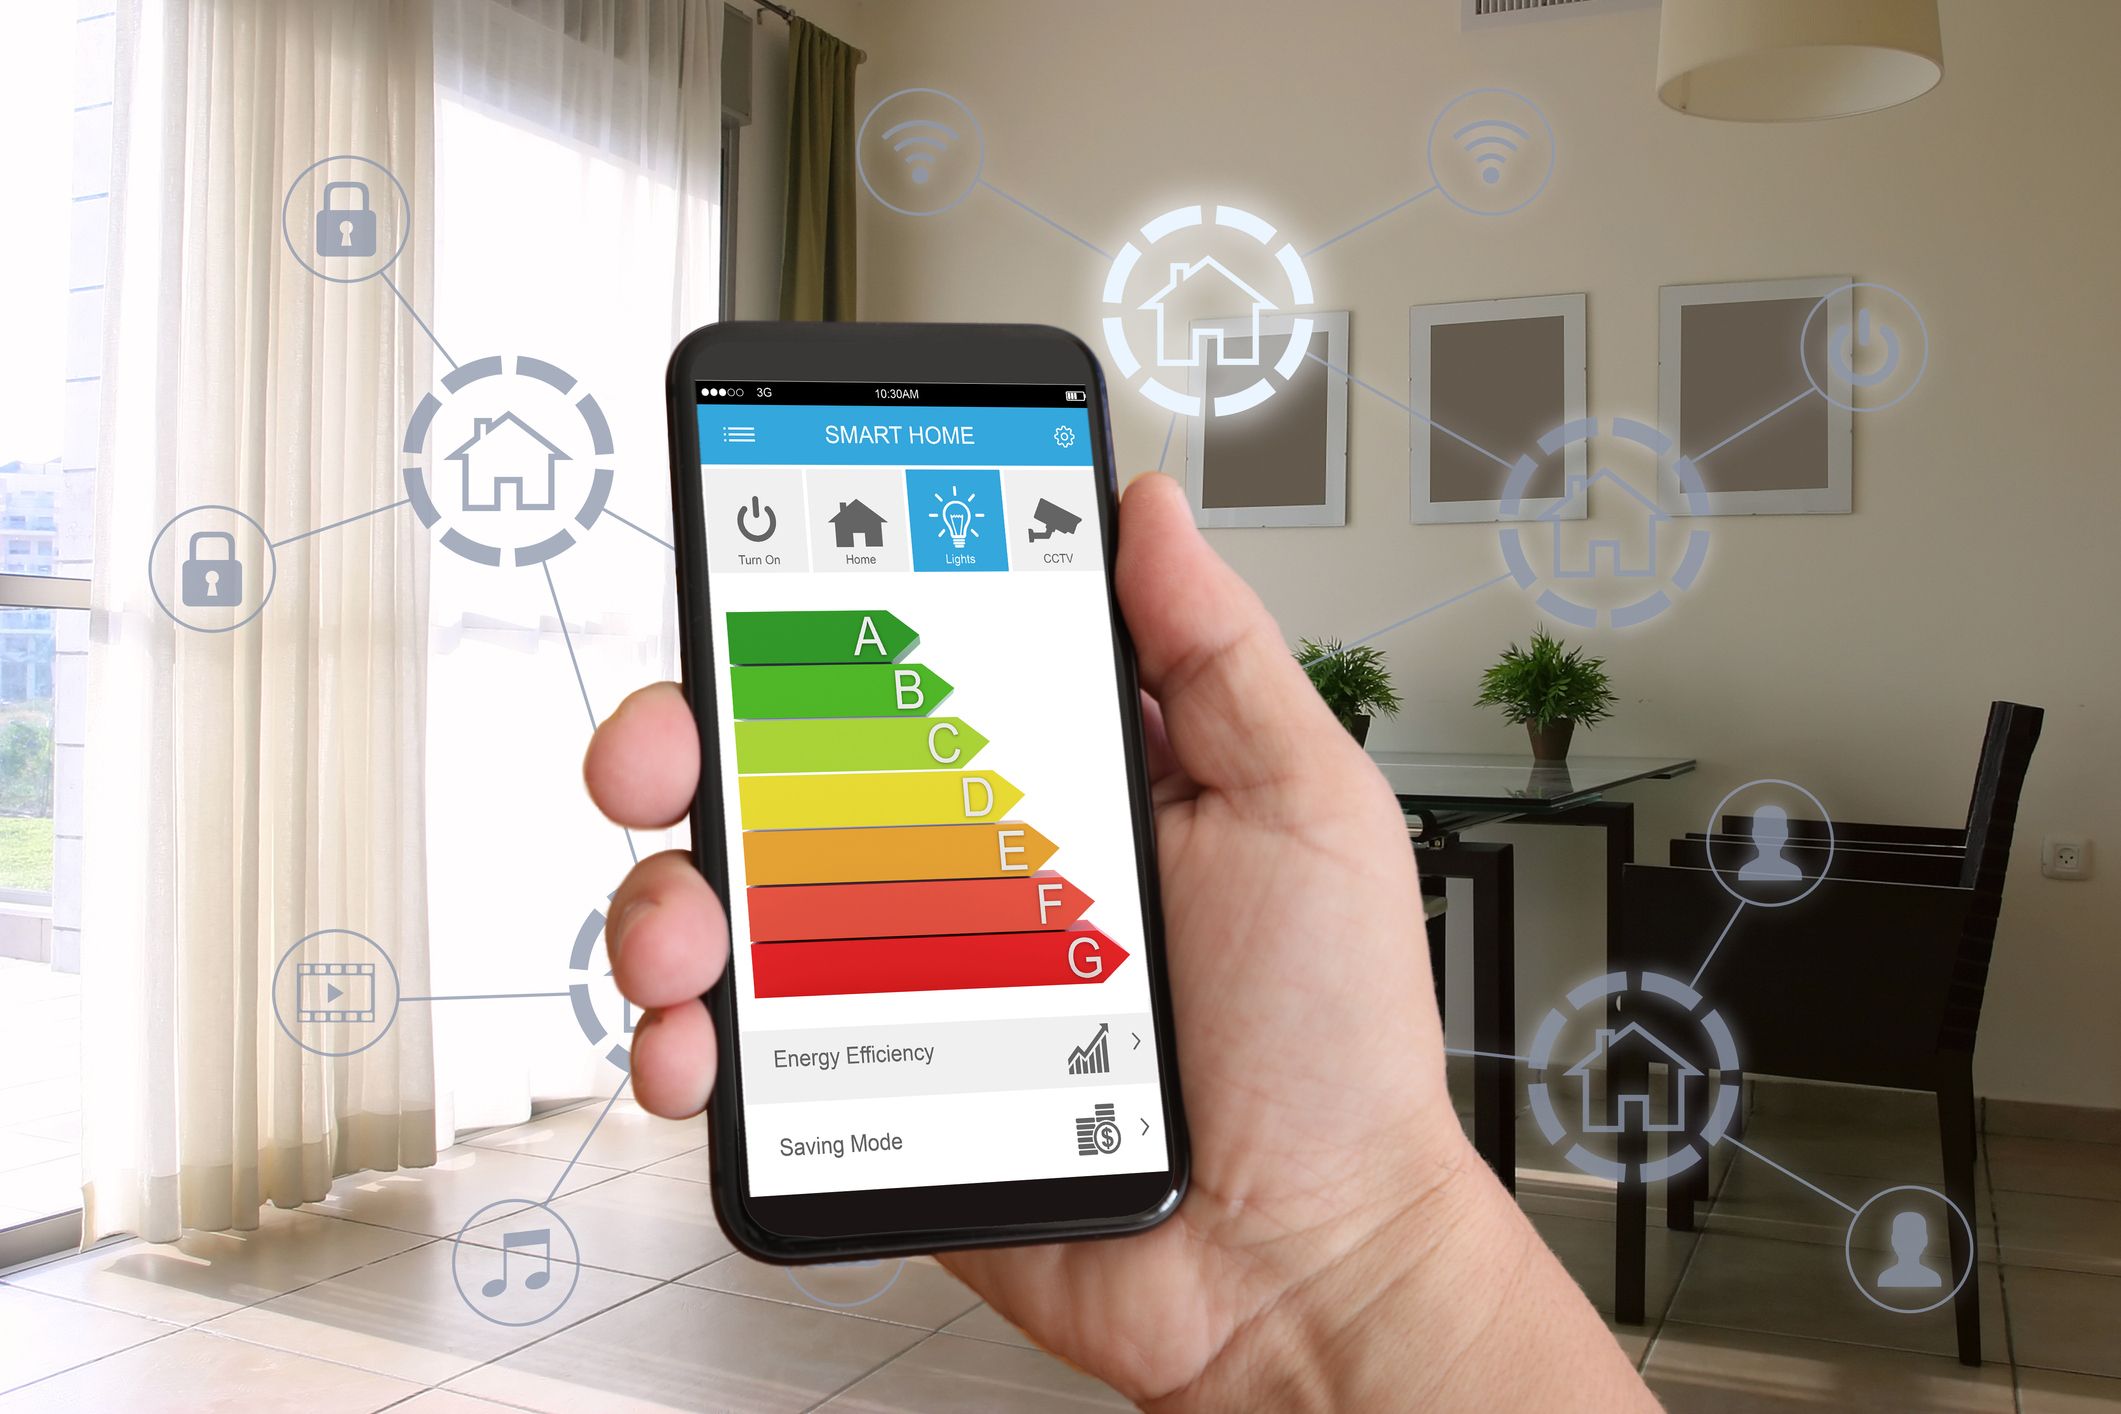 3G 10:30AM
SMART HOME
Turn On Home Lights CCTV
A
B
C
D
E
F
G
Energy Efficiency
$
Saving Mode